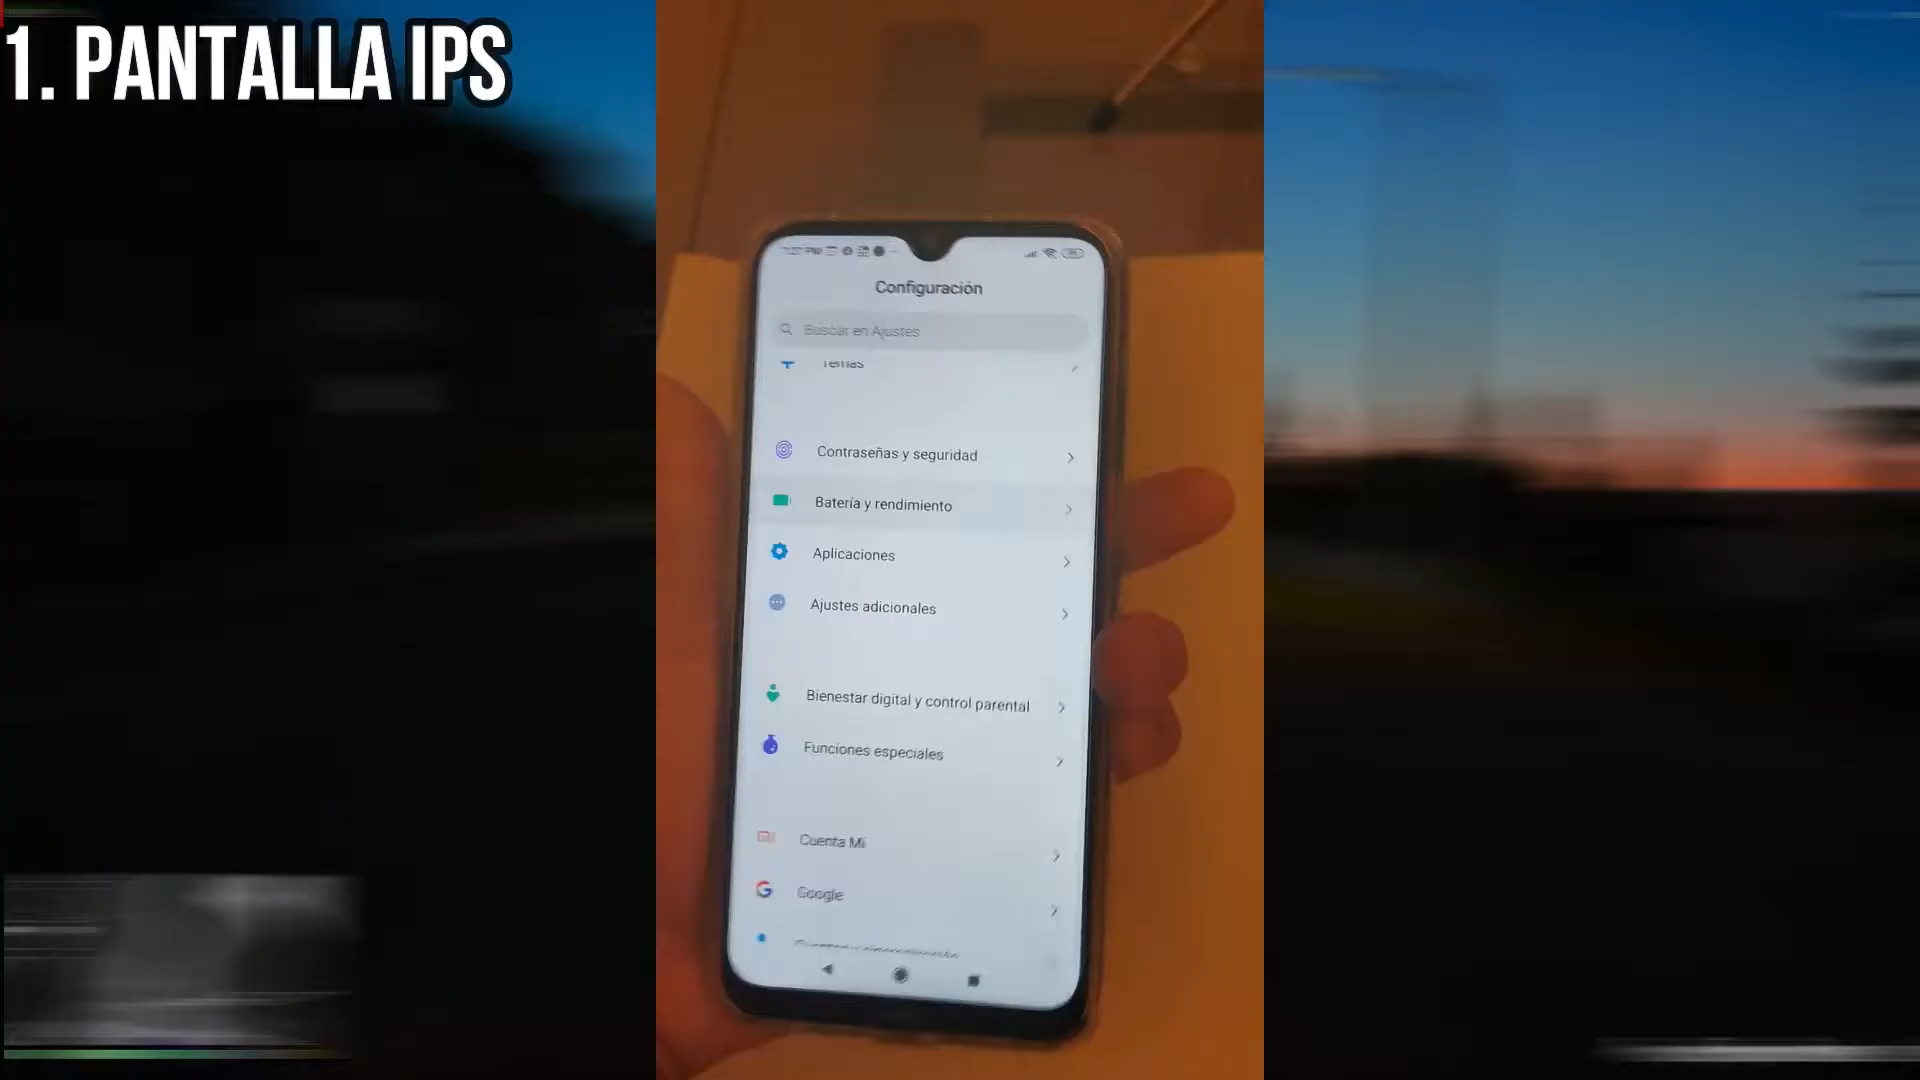 1. PANTALLA IPS
Configuración
Buscar en Ajustes
Temas
Contraseñas y seguridad
Batería y rendimiento
Aplicaciones
Ajustes adicionales
Bienestar digital y control parental
Funciones especiales
Cuenta Mi
Google